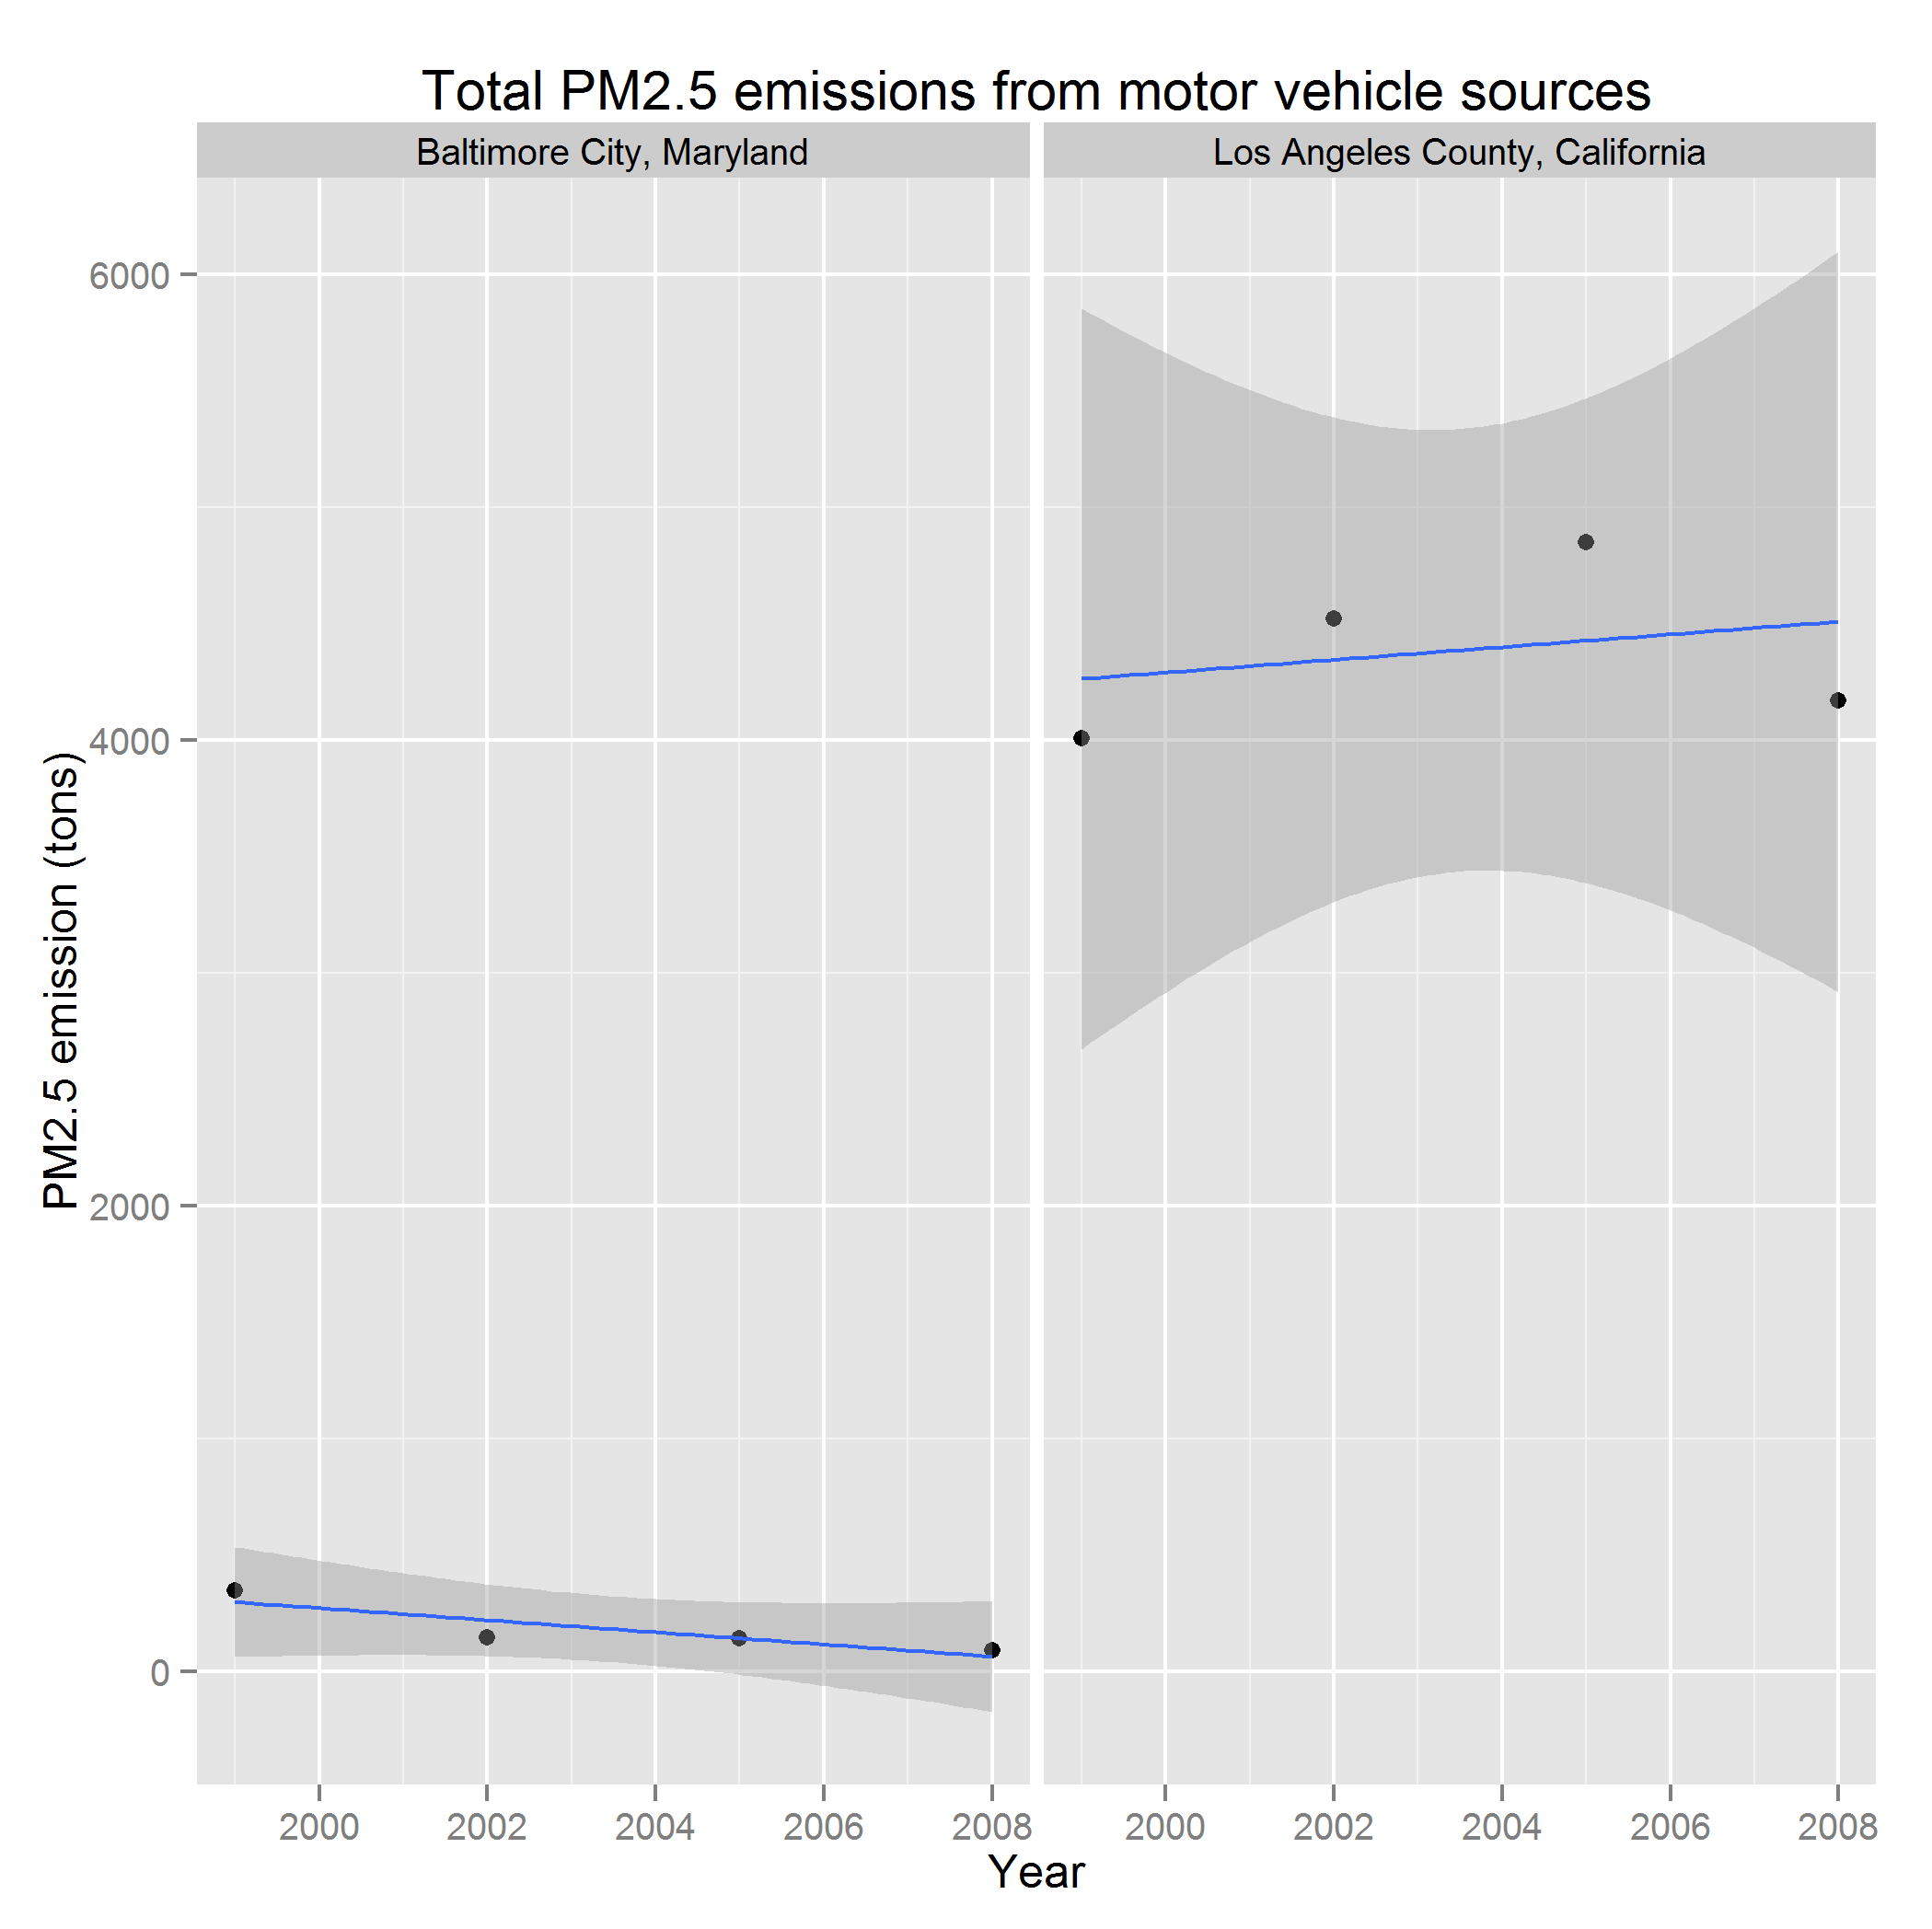 Total PM2.5 emissions from motor vehicle sources
Baltimore City, Maryland
Los Angeles County, California
PM2.5 emission (tons)
6000
4000
2000
0
2000 2002 2004 2006 2008
2000 2002 2004 2006 2008
Year